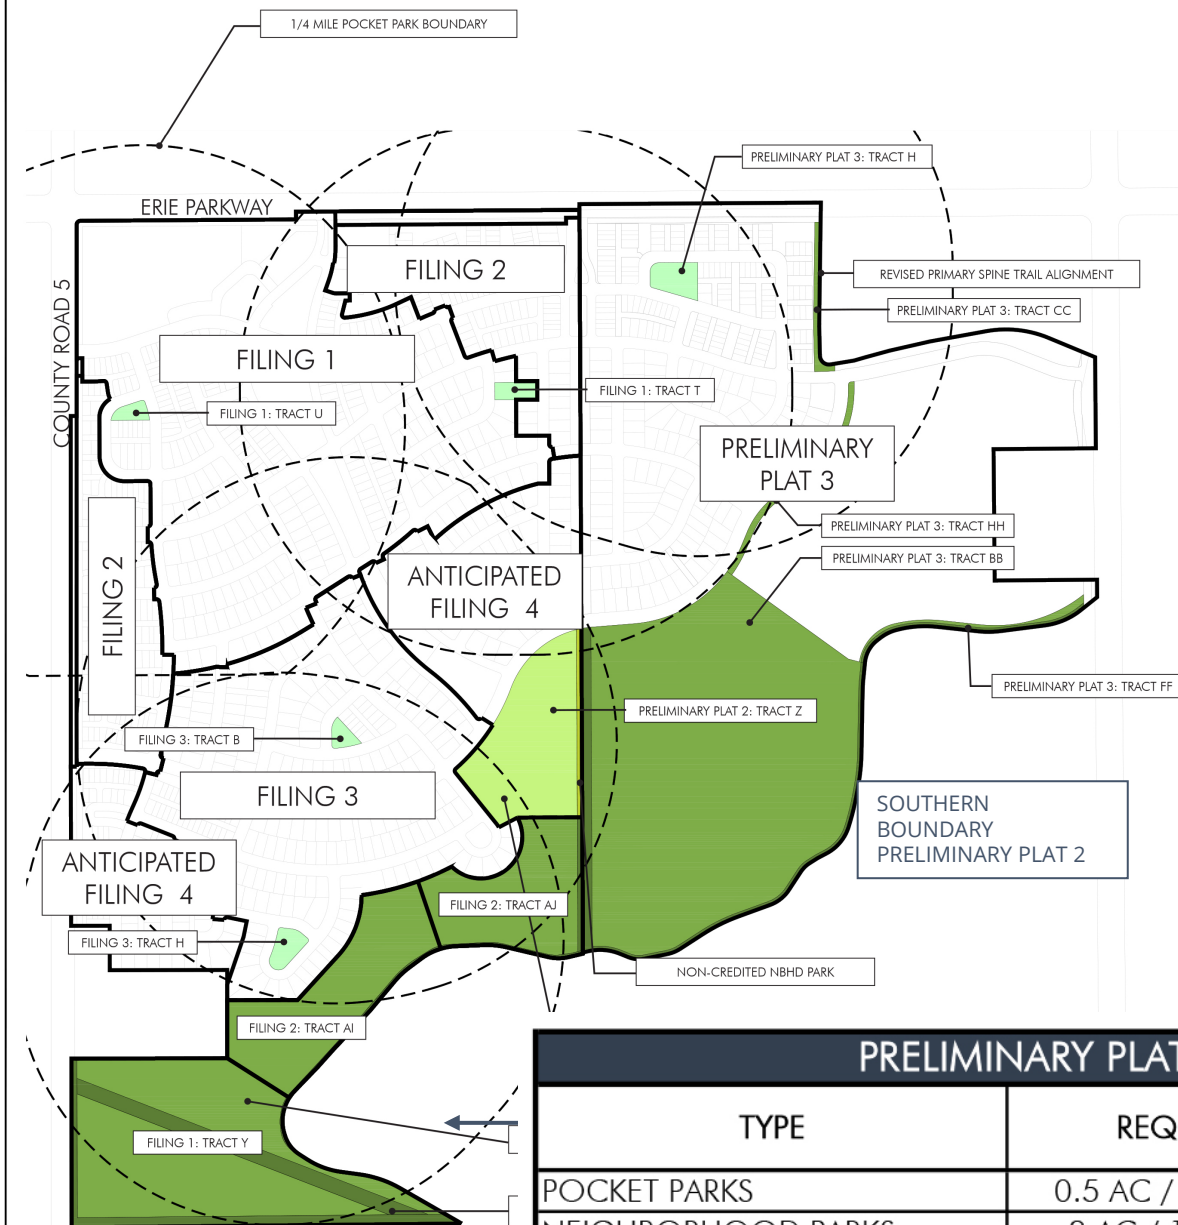 1/4 MILE POCKET PARK BOUNDARY
PRELIMINARY PLAT 3: TRACT H
ERIE PARKWAY
FILING 2
REVISED PRIMARY SPINE TRAIL ALIGNMENT
PRELIMINARY PLAT 3: TRACT CC
COUNTY ROAD 5
FILING 1
FILING 1: TRACT T
FILING 1: TRACT U
PRELIMINARY
PLAT 3
PRELIMINARY PLAT 3: TRACT HH
PRELIMINARY PLAT 3: TRACT BB
FILING 2
ANTICIPATED
FILING 4
PRELIMINARY PLAT 3: TRACT FF
PRELIMINARY PLAT 2: TRACT Z
FILING 3: TRACT B
FILING 3
SOUTHERN
BOUNDARY
PRELIMINARY PLAT 2
ANTICIPATED
FILING 4
FILING 2: TRACT AJ
FILING 3: TRACT H
NON-CREDITED NBHD PARK
FILING 2: TRACT AI
FILING 1: TRACT Y
PRELIMINARY PLAT
TYPE
REQ
POCKET PARKS
0.5 AC /
NEIGHBORHOOD PARKS